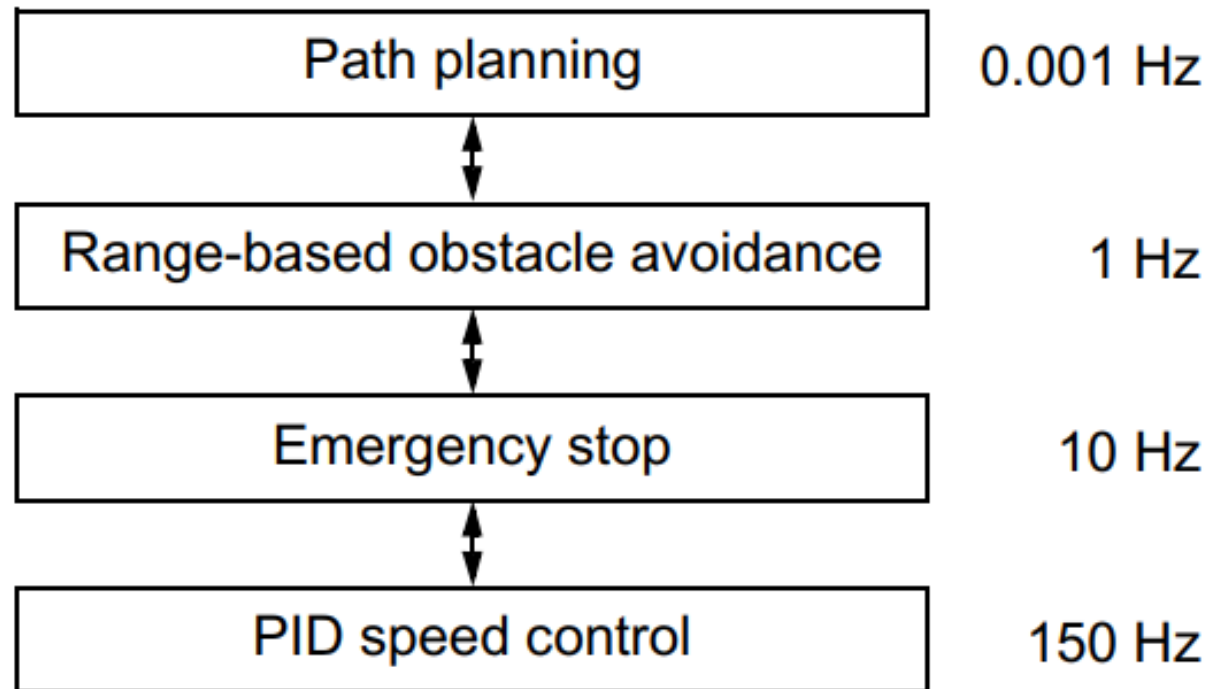 Path planning 0.001 Hz
Range-based obstacle avoidance 1 Hz
Emergency stop 10 Hz
PID speed control 150 Hz